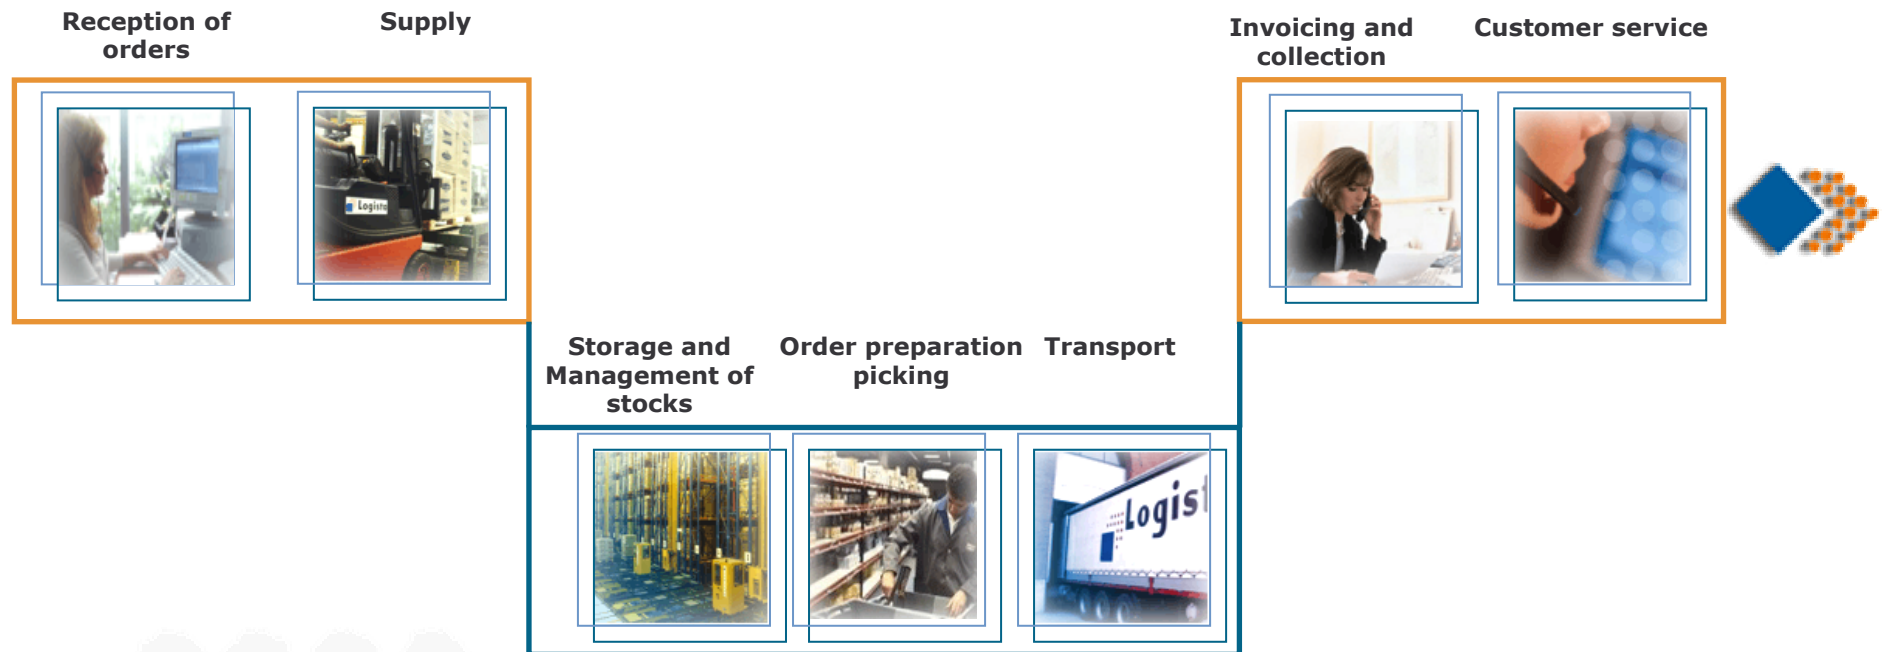 Reception of
orders
Supply
Invoicing and
collection
Customer service
Logista
Storage and
Management of
stocks
Order preparation
picking
Transport
Logist